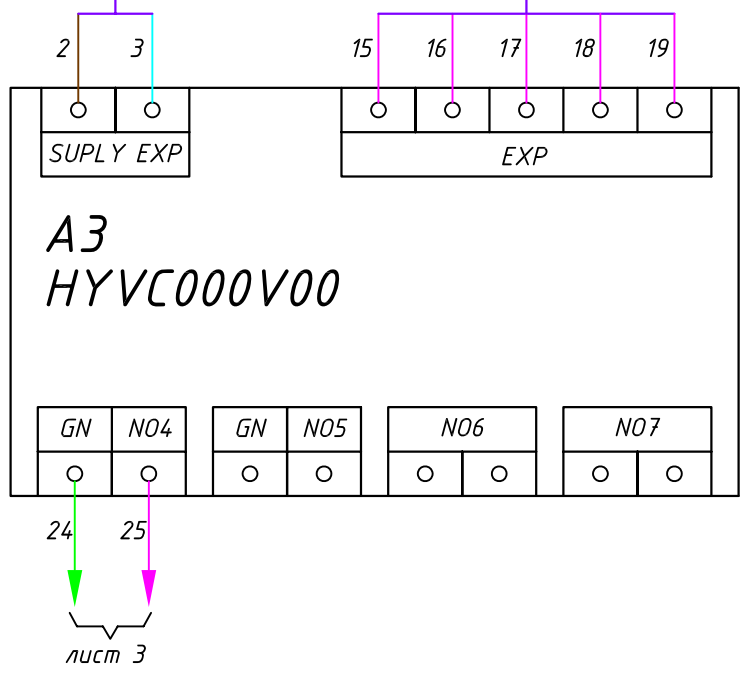 2 3 15 16 17 18 19
SUPLY EXP EXP
A3
HYVC000V00
GN NO4 GN NO5 NO6 NO7
24 25
лист 3